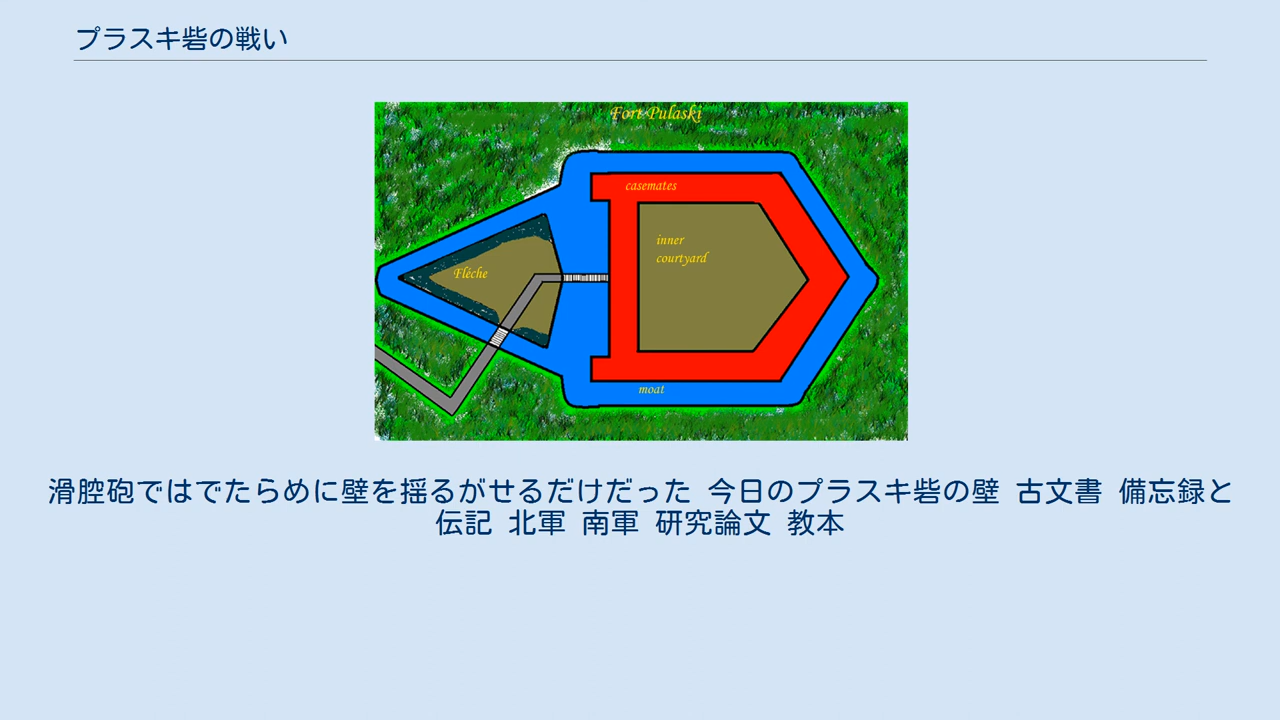 プラスキ砦の戦い
Fort Pulaski
casemates
inner
courtyard
Fléche
moat
滑腔砲ではでたらめに壁を揺るがせるだけだった 今日のプラスキ砦の壁 古文書 備忘録と
伝記 北軍 南軍 研究論文 教本